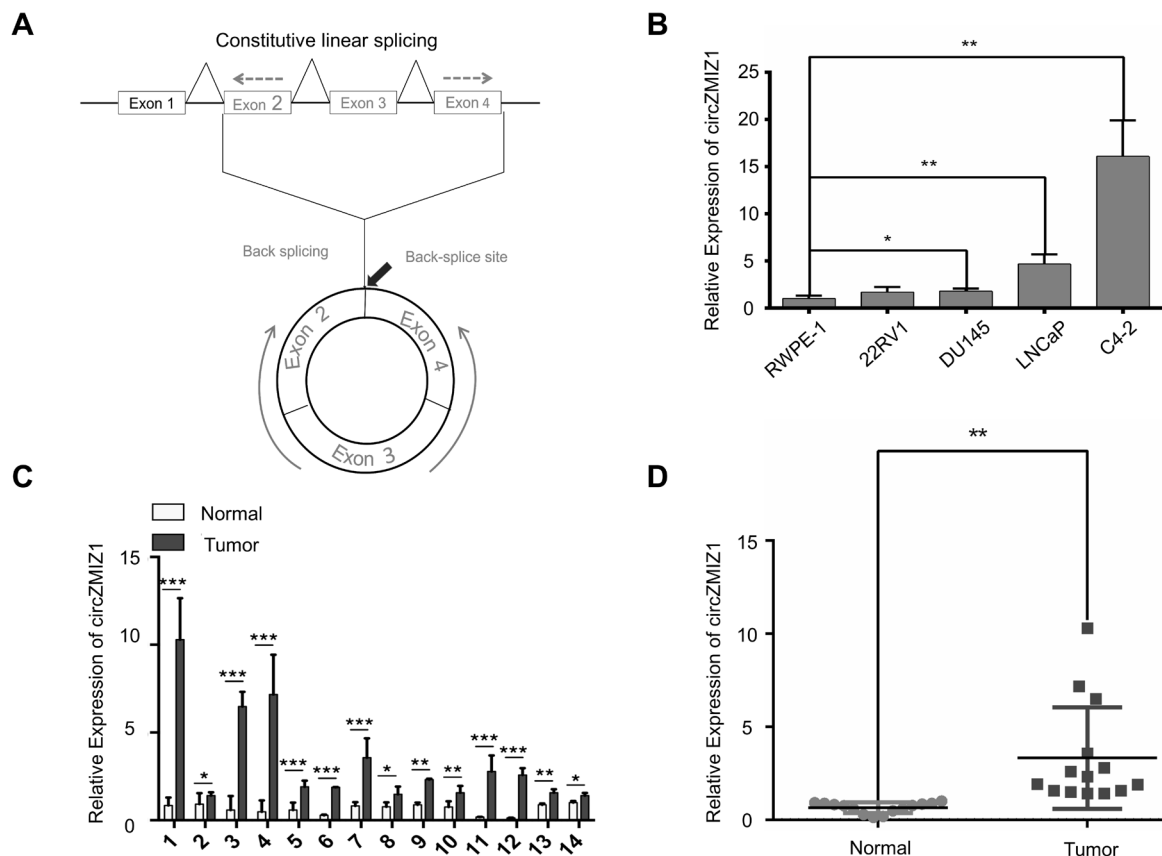 A
Constitutive linear splicing
Exon 1
Exon 2
Exon 3
Exon 4
Back splicing
Back-splice site
Exon 2
Exon 4
Exon 3
B
Relative Expression of circZMIZ1
25
20
15
10
5
0
**
**
*
RWPE-1
22RV1
DU145
LNCaP
C4-2
C
Normal
Tumor
Relative Expression of circZMIZ1
15
10
5
0
*** * *** *** *** *** *** * ** ** *** *** ** *
1 2 3 4 5 6 7 8 9 10 11 12 13 14
D
**
Relative Expression of circZMIZ1
15
10
5
0
Normal
Tumor